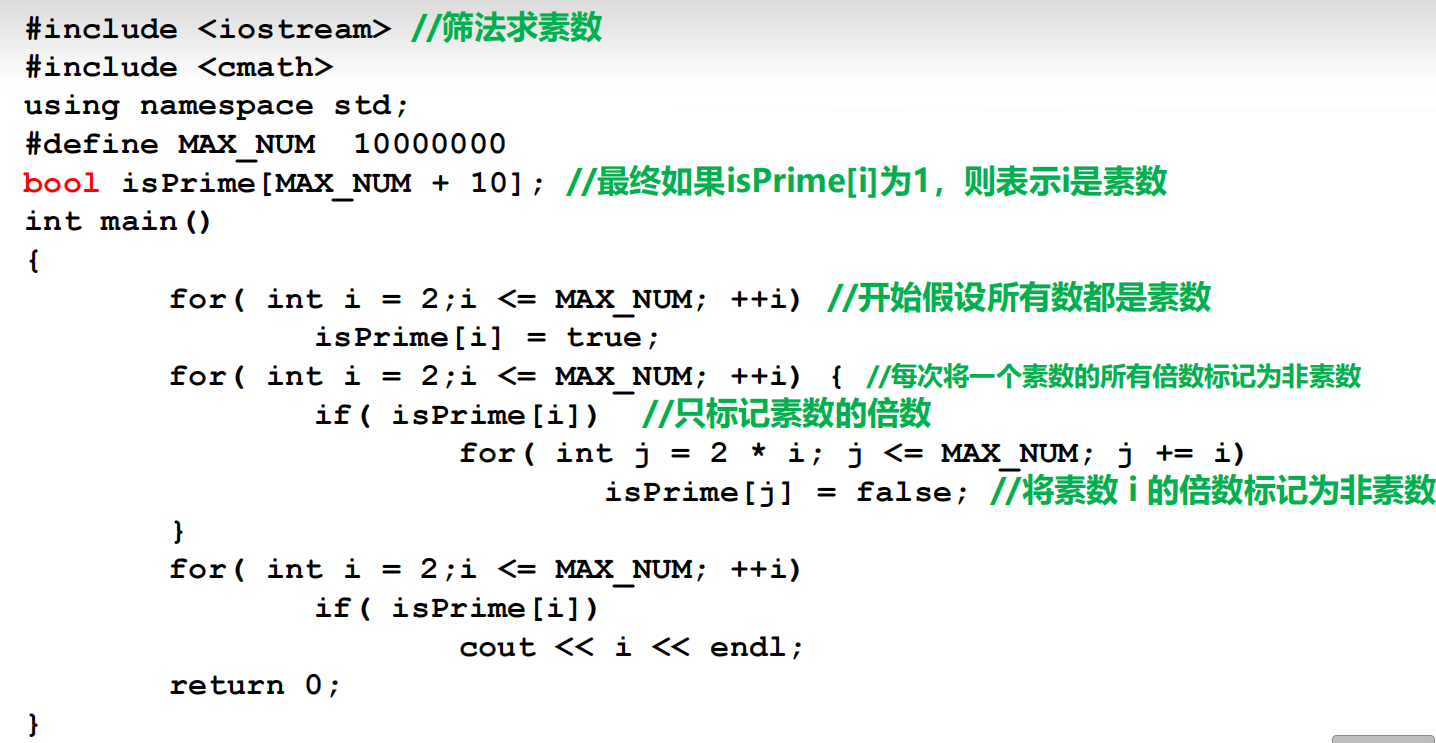 #include <iostream> //筛法求素数
#include <cmath>
using namespace std;
#define MAX_NUM 10000000
bool isPrime[MAX_NUM + 10]; //最终如果isPrime[i]为1，则表示i是素数
int main()
{
for( int i = 2;i <= MAX_NUM; ++i) //开始假设所有数都是素数
isPrime[i] = true;
for( int i = 2;i <= MAX_NUM; ++i) { //每次将一个素数的所有倍数标记为非素数
if( isPrime[i]) //只标记素数的倍数
for( int j = 2 * i; j <= MAX_NUM; j += i)
isPrime[j] = false; //将素数 i 的倍数标记为非素数
}
for( int i = 2;i <= MAX_NUM; ++i)
if( isPrime[i])
cout << i << endl;
return 0;
}